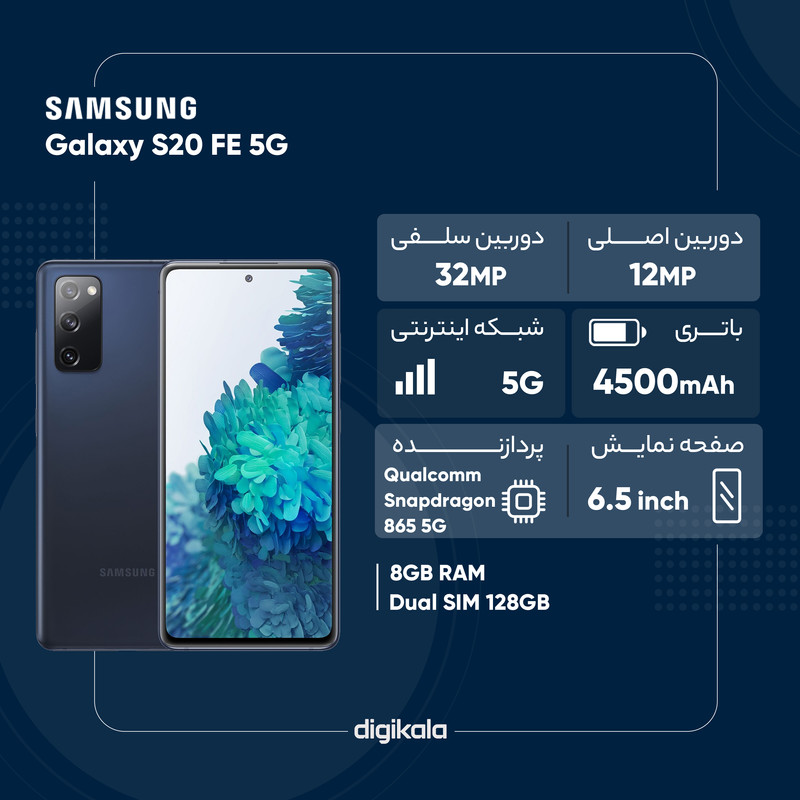 SAMSUNG
Galaxy S20 FE 5G
دوربین اصلی
12MP
دوربین سلفی
32MP
باتری
4500mAh
شبکه اینترنتی
5G
صفحه نمایش
6.5 inch
پردازنده
Qualcomm
Snapdragon
865 5G
8GB RAM
Dual SIM 128GB
SAMSUNG
digikala